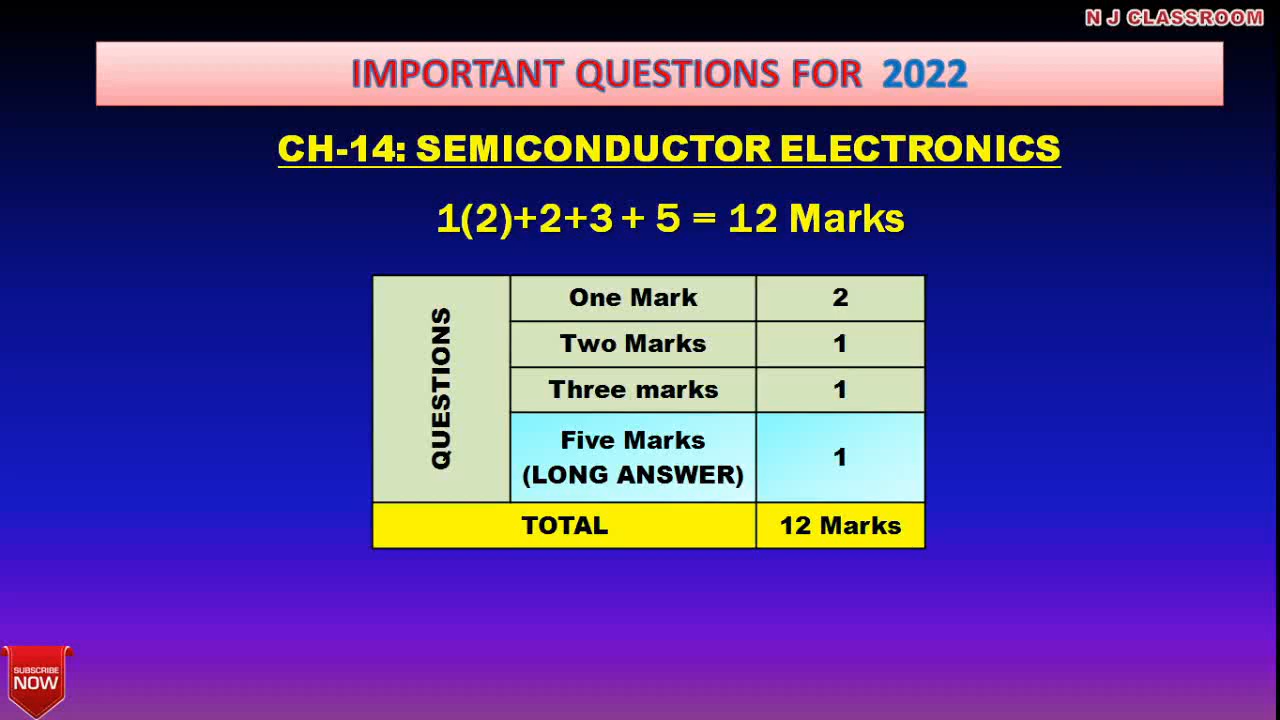 N J CLASSROOM
IMPORTANT QUESTIONS FOR 2022
CH-14: SEMICONDUCTOR ELECTRONICS
1(2)+2+3 + 5 = 12 Marks
QUESTIONS
One Mark 2
Two Marks 1
Three marks 1
Five Marks
(LONG ANSWER) 1
TOTAL 12 Marks
SUBSCRIBE
NOW